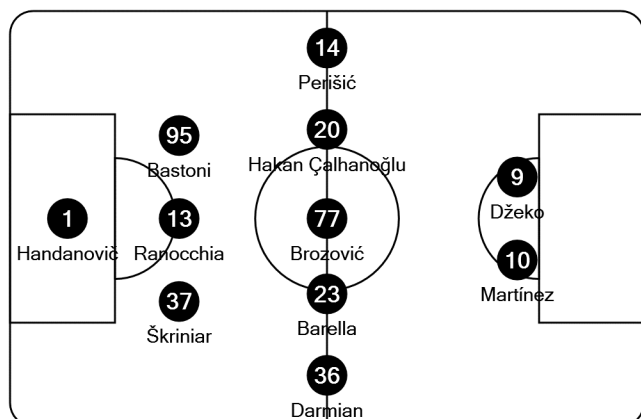 14
Perišić
95
Bastoni
20
Hakan Çalhanoğlu
9
Džeko
1
Handanovič
13
Ranocchia
77
Brozović
10
Martínez
37
Škriniar
23
Barella
36
Darmian